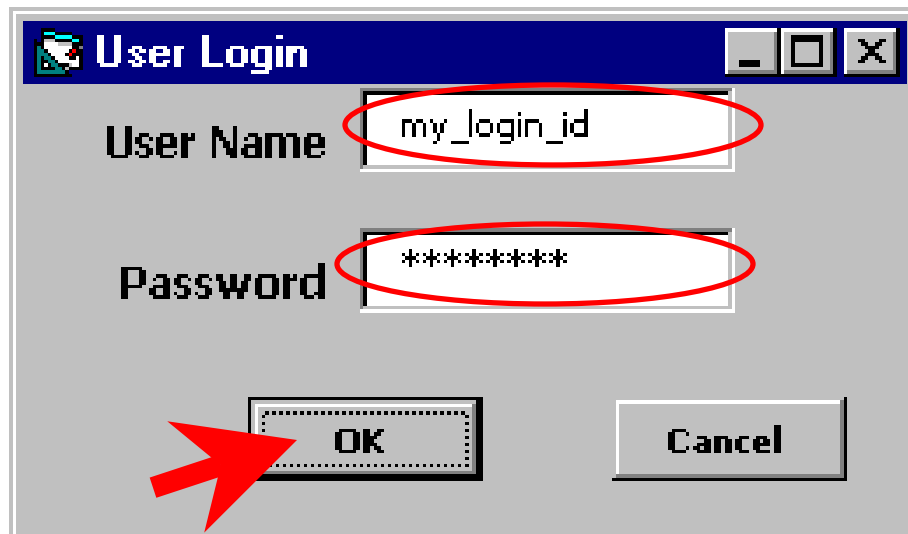 User Login
User Name my_login_id
Password ********
OK Cancel